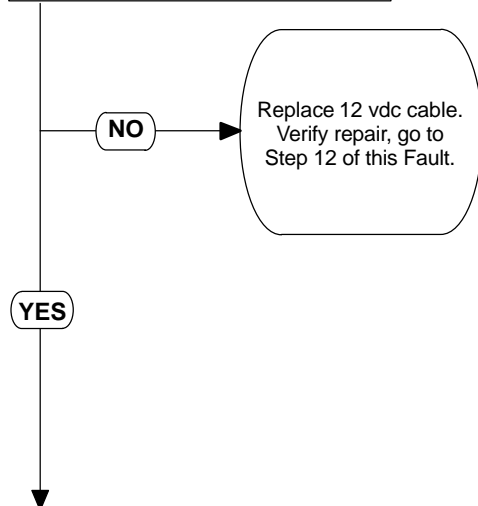 NO
Replace 12 vdc cable.
Verify repair, go to
Step 12 of this Fault.
YES